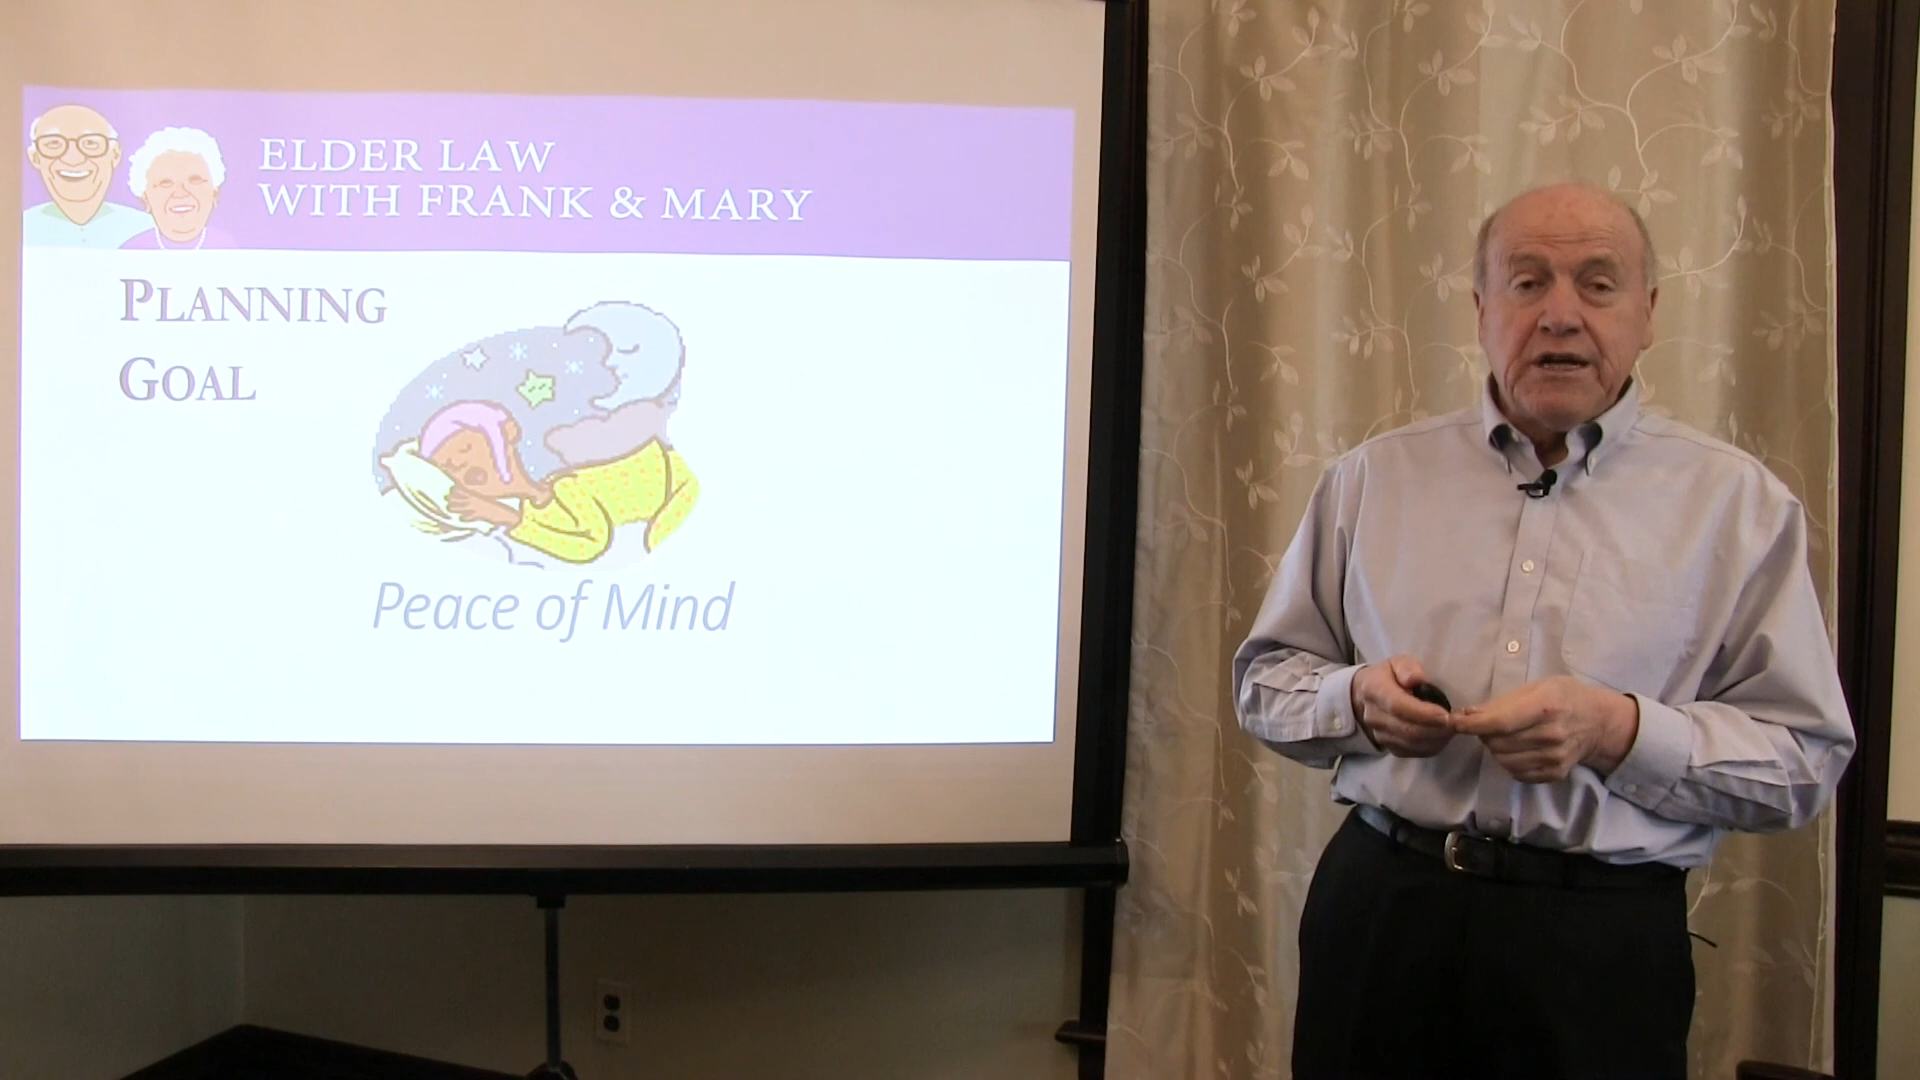 ELDER LAW
WITH FRANK & MARY
PLANNING
GOAL
Peace of Mind